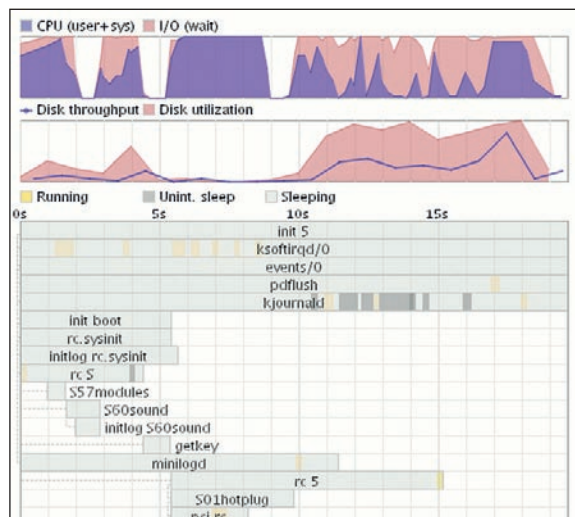 CPU (user+sys) I/O (wait)
Disk throughput Disk utilization
Running Unint. sleep Sleeping
0s 5s 10s 15s
init 5
ksoftirqd/0
events/0
pdflush
kjournald
init boot
rc.sysinit
initlog rc.sysinit
rc S
S57modules
S60sound
initlog S60sound
getkey
minilogd
rc 5
S01hotplug
pci.rc